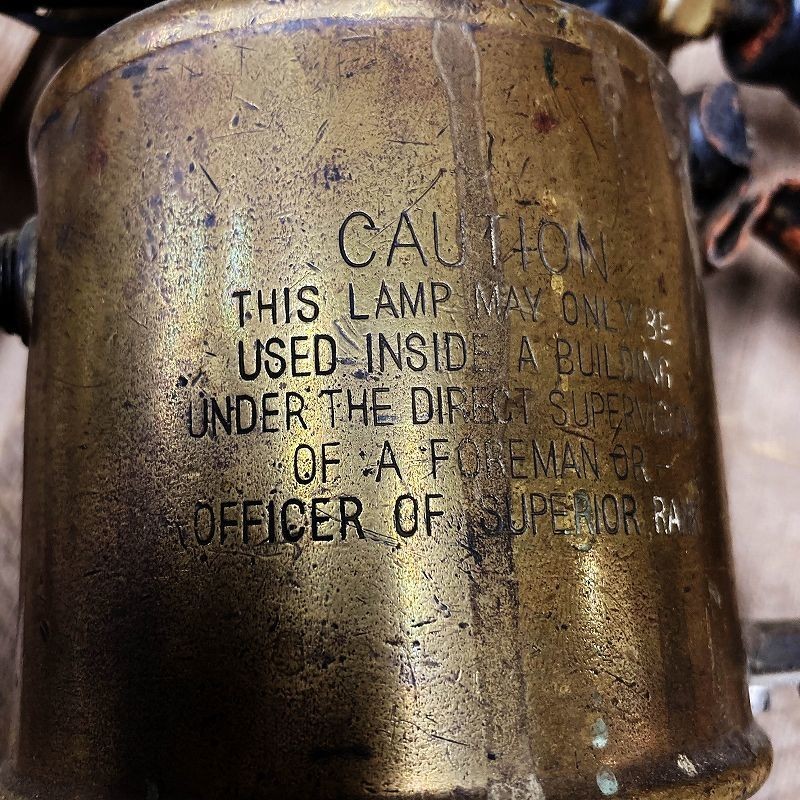 CAUTION
THIS LAMP MAY ONLY BE
USED INSIDE A BUILDING
UNDER THE DIRECT SUPERVISION
OF A FOREMAN OR
OFFICER OF SUPERIOR RANK